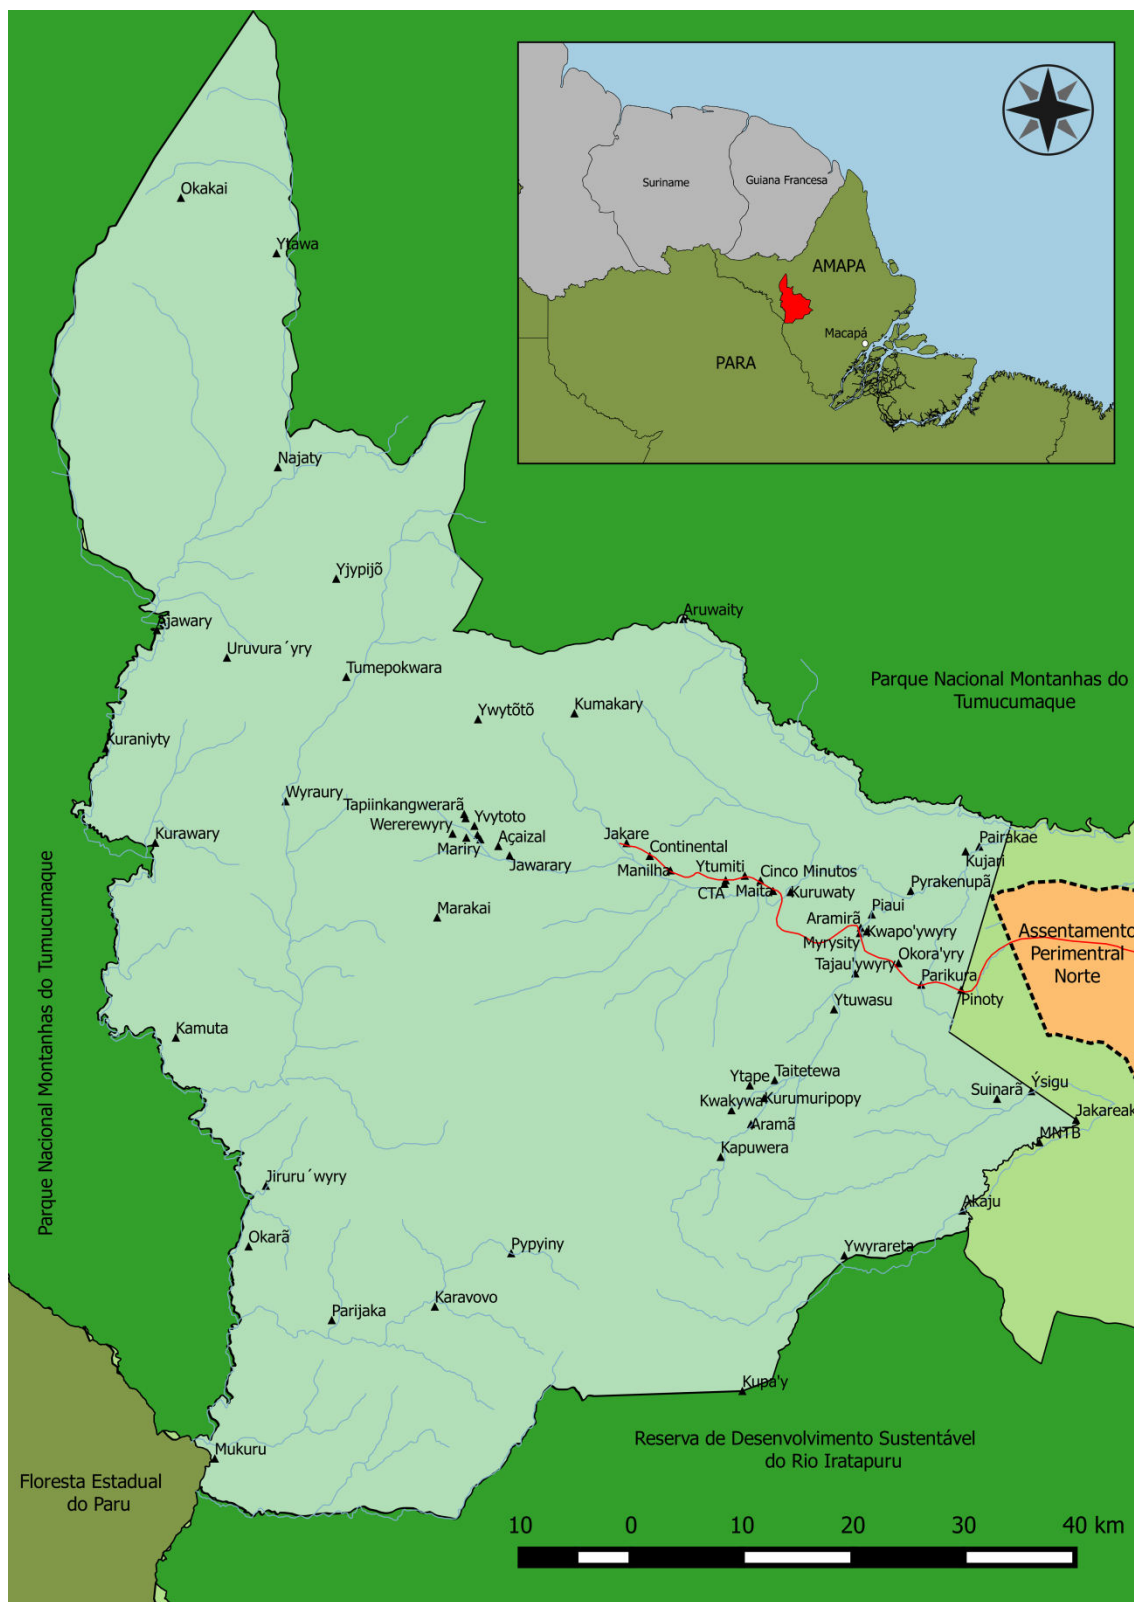 Suriname
Guiana Francesa
AMAPA
Macapá
PARA
Okakai
Ytawa
Najaty
Yjypijõ
Ajawary
Aruwaity
Uruvura´yry
Tumepokwara
Parque Nacional Montanhas do
Tumucumaque
Ywytõtõ
Kumakary
Kuraniyty
Wyraury
Tapiinkangwerarã
Yvytoto
Wererewyry
Kurawary
Mariry
Açaizal
Jawarary
Jakare
Continental
Manilha
Ytumiti
Cinco Minutos
CTA
Maita
Kuruwaty
Pairakae
Kujari
Pyrakenupã
Piaui
Marakai
Aramirã
Kwapo'ywyry
Myrysity
Okora'yry
Tajau'ywyry
Parikura
Pinoty
Assentamento
Perimentral
Norte
Ytuwasu
Kamuta
Parque Nacional Montanhas do Tumucumaque
Ytape
Taitetewa
Kwakywa
Kurumuripopy
Aramã
Kapuwera
Suinarã
Ýsigu
Jakareak
MNTB
Jiruru´wyry
Akaju
Okarã
Pypyiny
Ywyrareta
Karavovo
Parijaka
Kupa'y
Mukuru
Reserva de Desenvolvimento Sustentável
do Rio Iratapuru
Floresta Estadual
do Paru
10 0 10 20 30 40 km